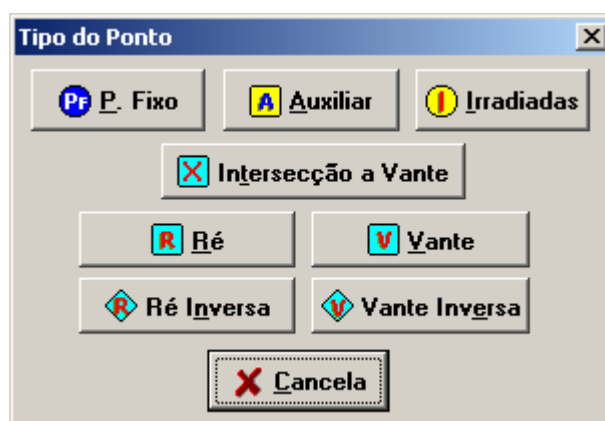 Tipo do Ponto
PF P. Fixo A Auxiliar I Irradiadas
Intersecção a Vante
R Ré V Vante
R Ré Inversa V Vante Inversa
Cancela